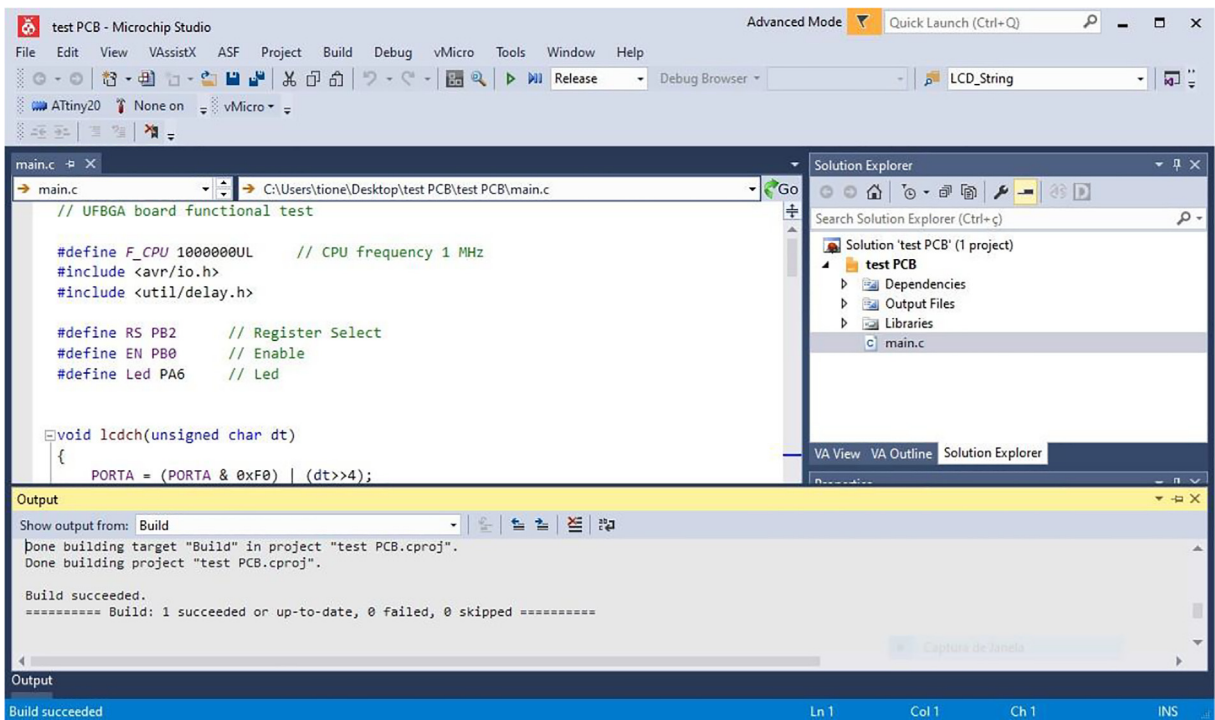 test PCB - Microchip Studio
Advanced Mode
Quick Launch (Ctrl+Q)
File Edit View VAssistX ASF Project Build Debug vMicro Tools Window Help
Release
Debug Browser
LCD_String
ATtiny20
None on
vMicro
main.c
main.c
C:\Users\tione\Desktop\test PCB\test PCB\main.c
Go
// UFBGA board functional test
#define F_CPU 1000000UL // CPU frequency 1 MHz
#include <avr/io.h>
#include <util/delay.h>
#define RS PB2 // Register Select
#define EN PB0 // Enable
#define Led PA6 // Led
void lcdch(unsigned char dt)
{
PORTA = (PORTA & 0xF0) | (dt>>4);
Solution Explorer
Search Solution Explorer (Ctrl+ç)
Solution 'test PCB' (1 project)
test PCB
Dependencies
Output Files
Libraries
main.c
VA View VA Outline Solution Explorer
Properties
Output
Show output from: Build
Done building target "Build" in project "test PCB.cproj".
Done building project "test PCB.cproj".
Build succeeded.
========== Build: 1 succeeded or up-to-date, 0 failed, 0 skipped ==========
Captura de Janela
Output
Build succeeded
Ln 1 Col 1 Ch 1 INS